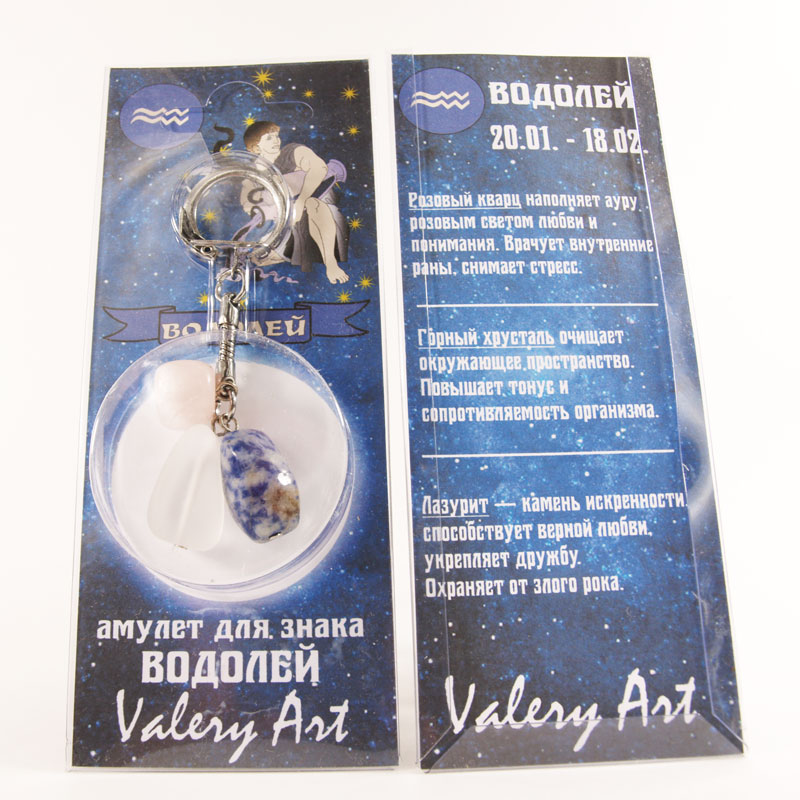 ВОДОЛЕЙ
амулет для знака
ВОДОЛЕЙ
Valery Art
ВОДОЛЕЙ
20.01. - 18.02.
Розовый кварц наполняет ауру
розовым светом любви и
понимания. Врачует внутренние
раны, снимает стресс.
Горный хрусталь очищает
окружающее пространство.
Повышает тонус и
сопротивляемость организма.
Лазурит — камень искренности,
способствует верной любви,
укрепляет дружбу.
Охраняет от злого рока.
Valery Art